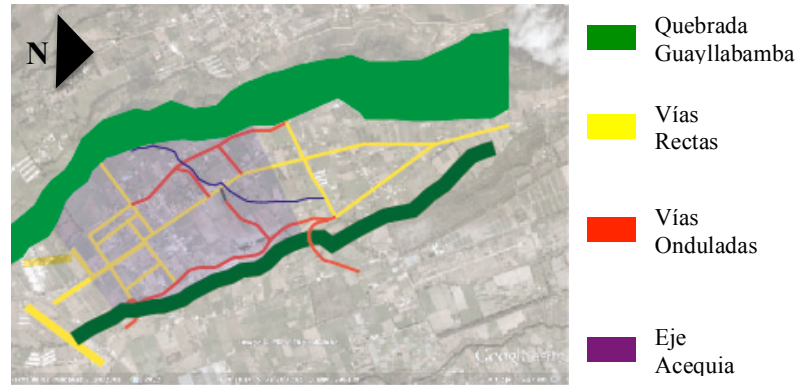 N
Quebrada
Guayllabamba
Vías
Rectas
Vías
Onduladas
Eje
Acequia